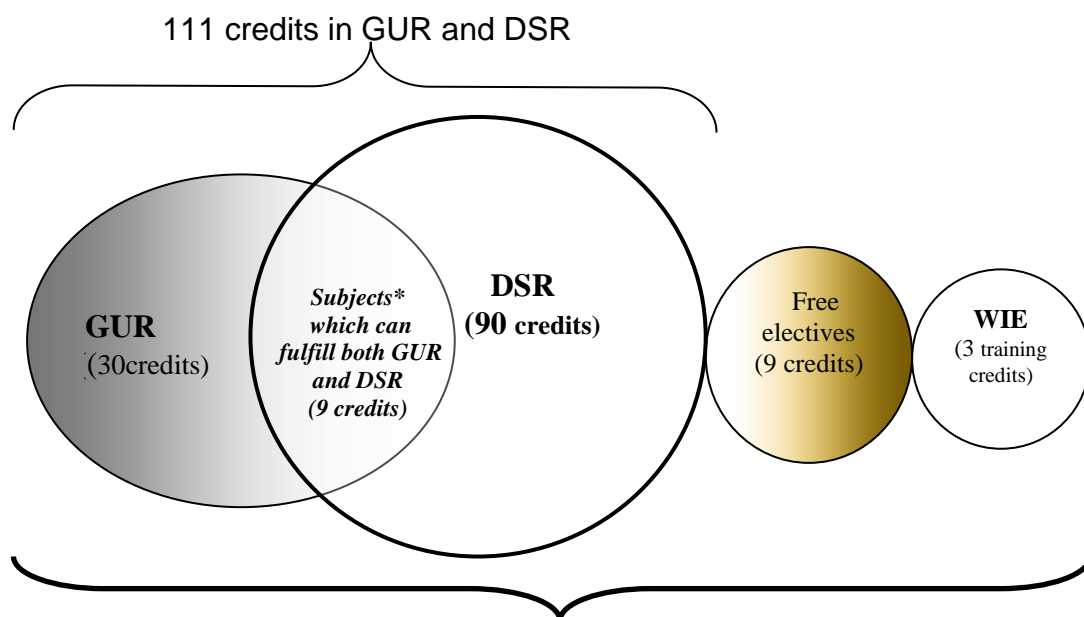 111 credits in GUR and DSR
GUR
(30credits)
Subjects*
which can
fulfill both GUR
and DSR
(9 credits)
DSR
(90 credits)
Free
electives
(9 credits)
WIE
(3 training
credits)